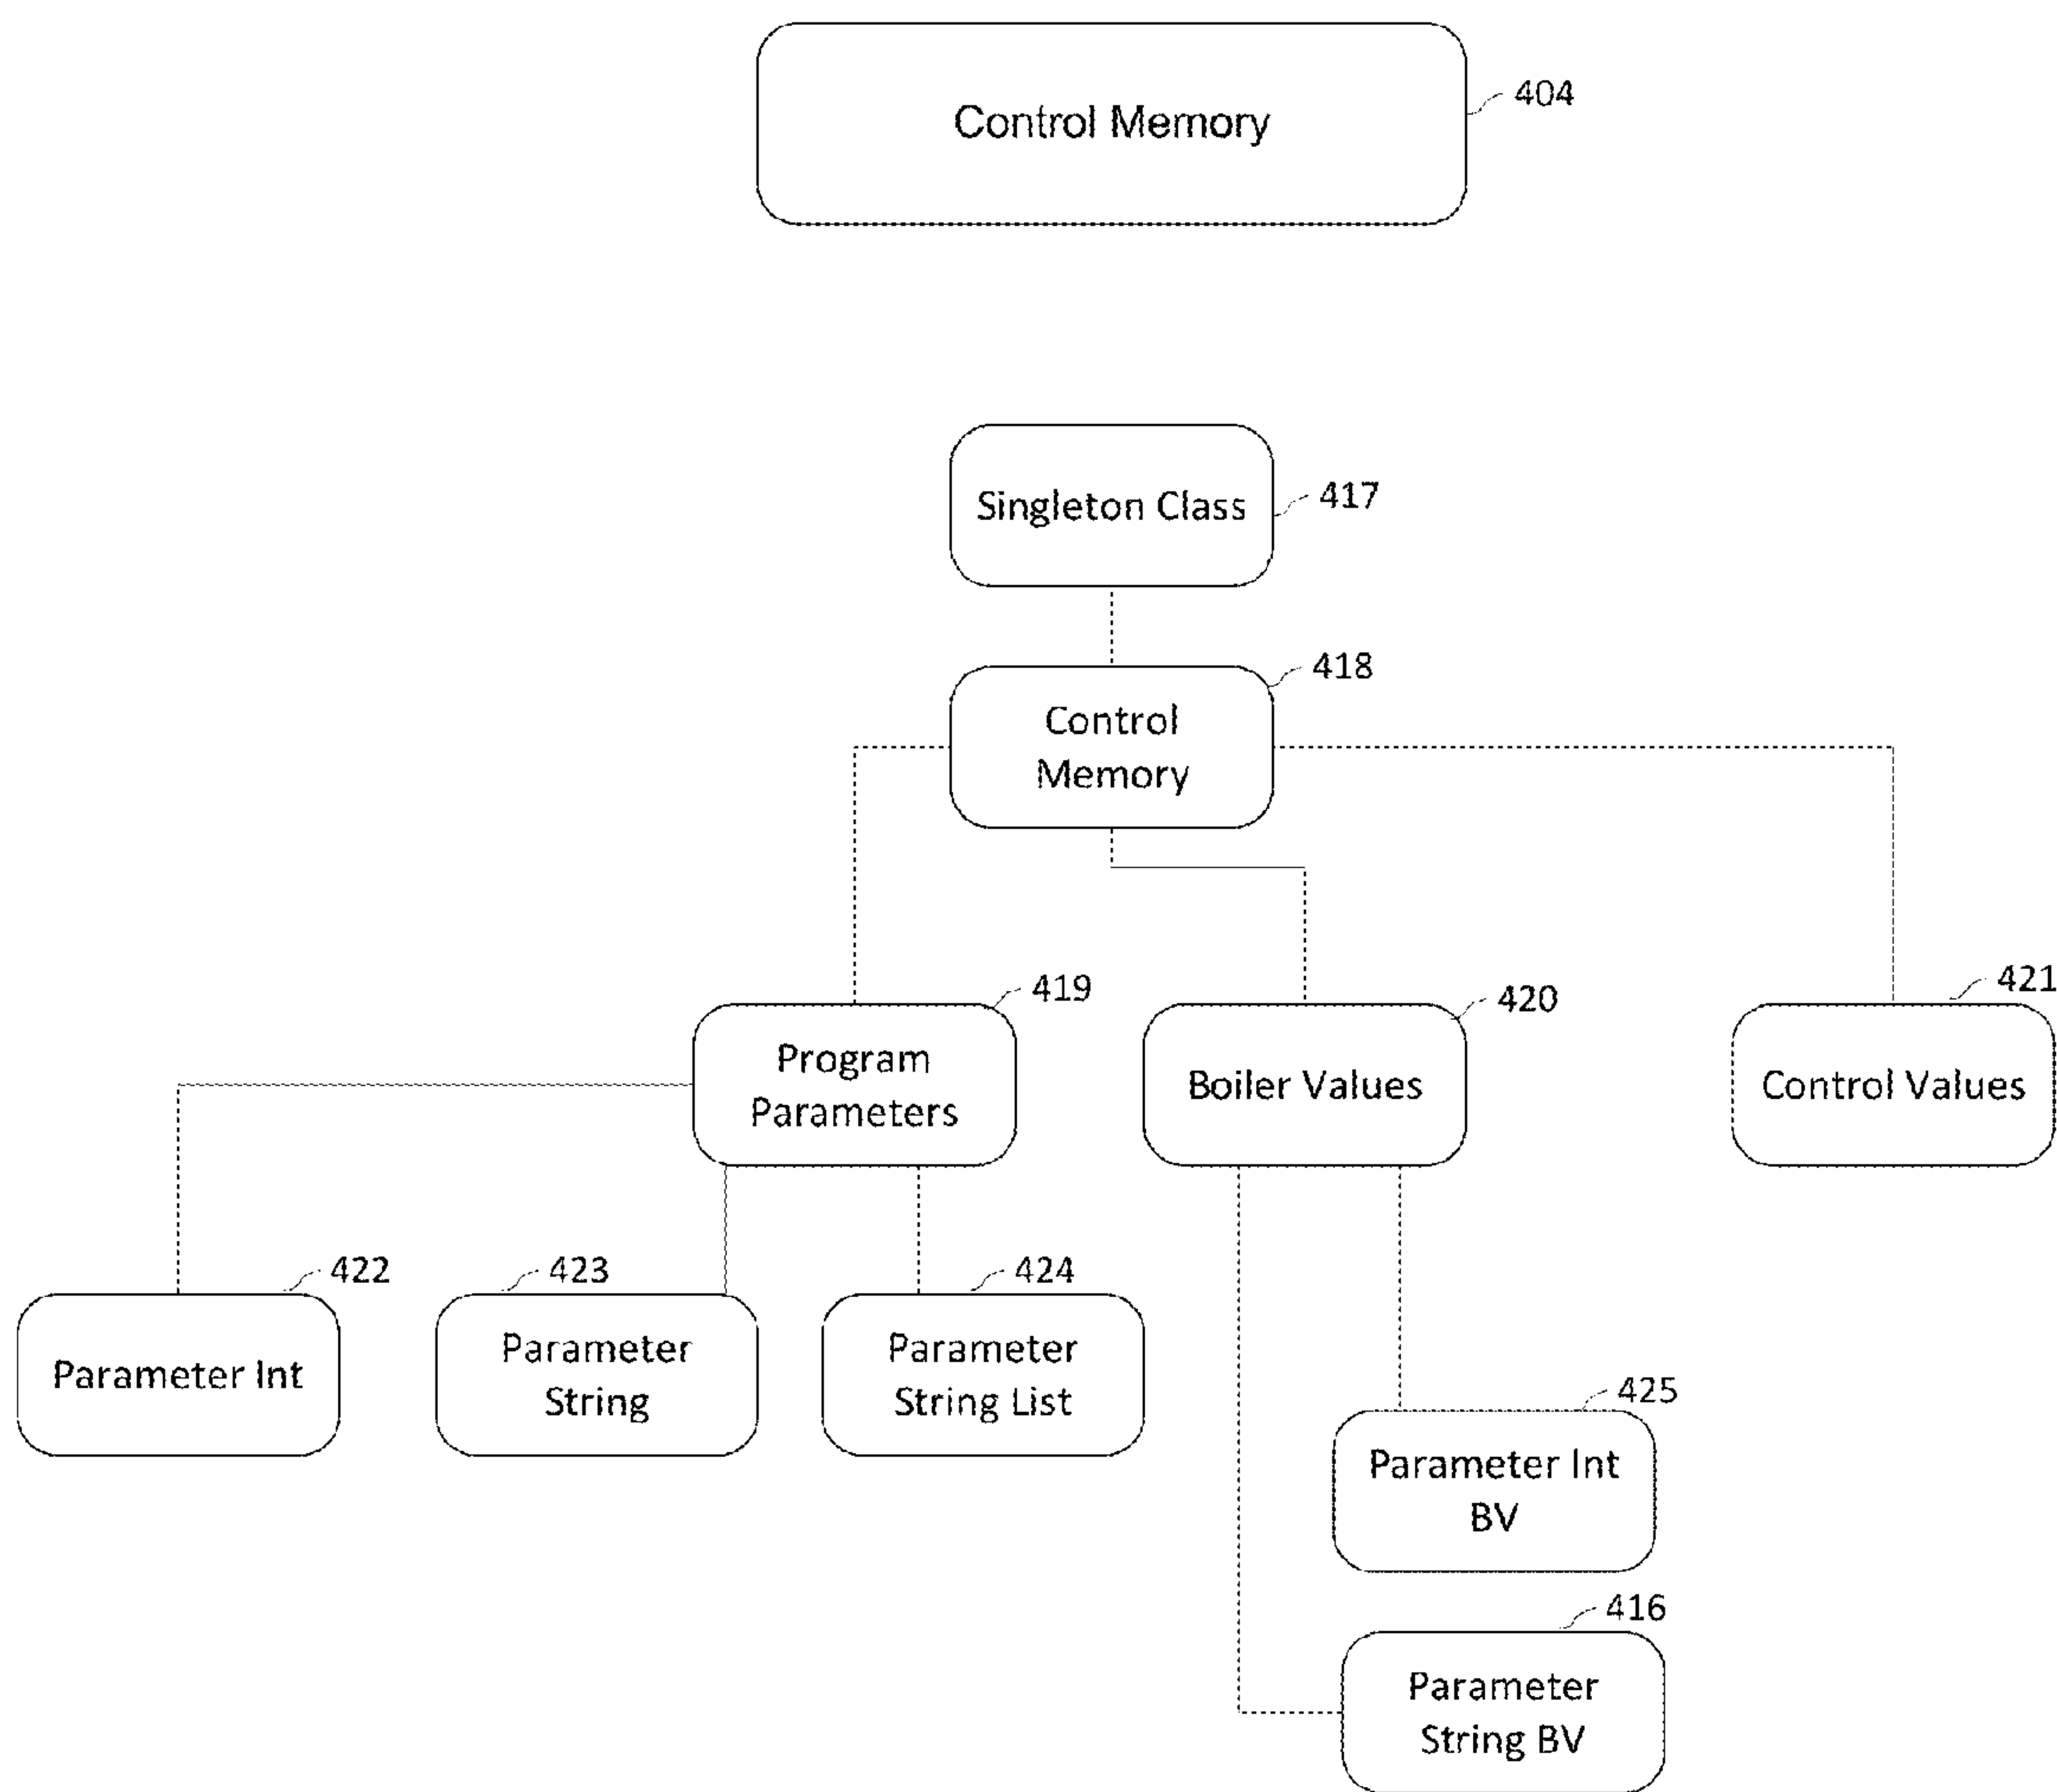 Control Memory
404
Singleton Class
417
418
Control
Memory
419
420
421
Program
Parameters
Boiler Values
Control Values
422
423
424
Parameter Int
Parameter
String
Parameter
String List
425
Parameter Int
BV
416
Parameter
String BV